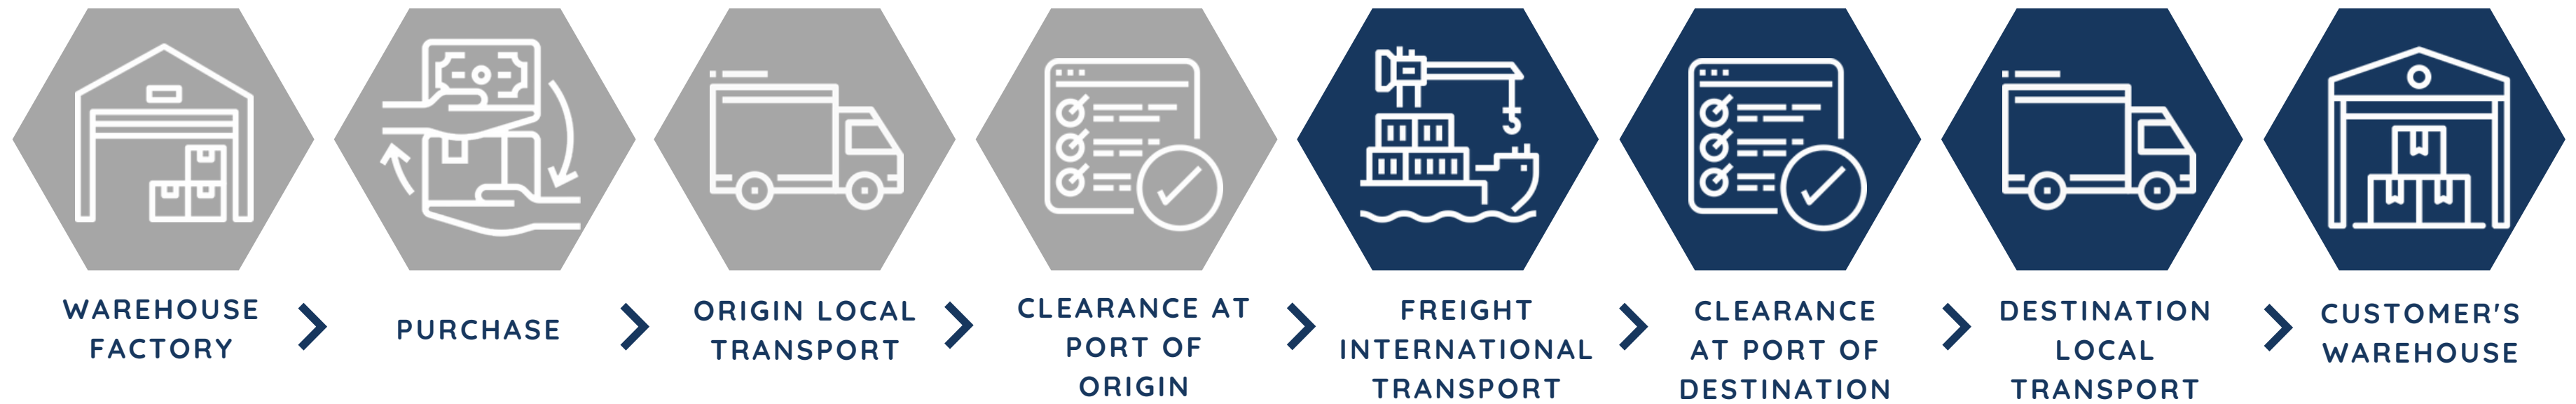 WAREHOUSE
FACTORY
PURCHASE
ORIGIN LOCAL
TRANSPORT
CLEARANCE AT
PORT OF
ORIGIN
FREIGHT
INTERNATIONAL
TRANSPORT
CLEARANCE
AT PORT OF
DESTINATION
DESTINATION
LOCAL
TRANSPORT
CUSTOMER'S
WAREHOUSE